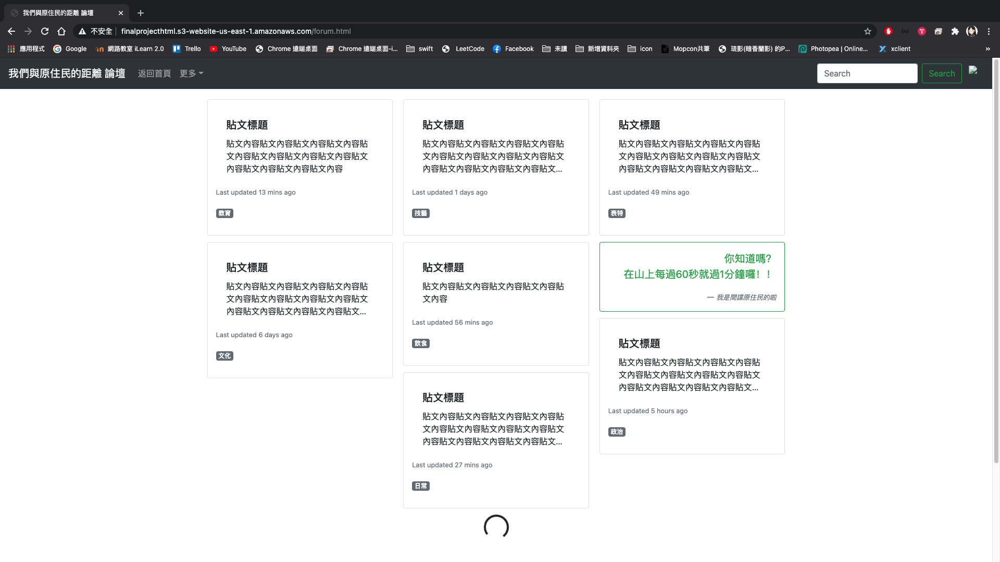 我們與原住民的距離 論壇
不安全 finalprojecthtml.s3-website-us-east-1.amazonaws.com/forum.html
應用程式 Google 網路教室 iLearn 2.0 Trello YouTube Chrome 遠端桌面 Chrome 遠端桌面-i... swift LeetCode Facebook 未讀 新增資料夾 icon Mopcon共筆 琉影(暗香蘭影) 的P... Photopea | Online... xclient »
我們與原住民的距離 論壇 返回首頁 更多 Search Search
貼文標題
貼文內容貼文內容貼文內容貼文內容貼
文內容貼文內容貼文內容貼文內容貼文
內容貼文內容貼文內容貼文內容
Last updated 13 mins ago
教育
貼文標題
貼文內容貼文內容貼文內容貼文內容貼
文內容貼文內容貼文內容貼文內容貼文
內容貼文內容貼文內容貼文內容貼文...
Last updated 1 days ago
技藝
貼文標題
貼文內容貼文內容貼文內容貼文內容貼
文內容貼文內容貼文內容貼文內容貼文
內容貼文內容貼文內容貼文內容貼文...
Last updated 49 mins ago
表特
貼文標題
貼文內容貼文內容貼文內容貼文內容貼
文內容貼文內容貼文內容貼文內容貼文
內容貼文內容貼文內容貼文內容貼文...
Last updated 6 days ago
文化
貼文標題
貼文內容貼文內容貼文內容貼文內容貼
文內容
Last updated 56 mins ago
飲食
你知道嗎?
在山上每過60秒就過1分鐘囉！！
— 我是間諜原住民的啦
貼文標題
貼文內容貼文內容貼文內容貼文內容貼
文內容貼文內容貼文內容貼文內容貼文
內容貼文內容貼文內容貼文內容貼文...
Last updated 5 hours ago
政治
貼文標題
貼文內容貼文內容貼文內容貼文內容貼
文內容貼文內容貼文內容貼文內容貼文
內容貼文內容貼文內容貼文內容貼文...
Last updated 27 mins ago
日常